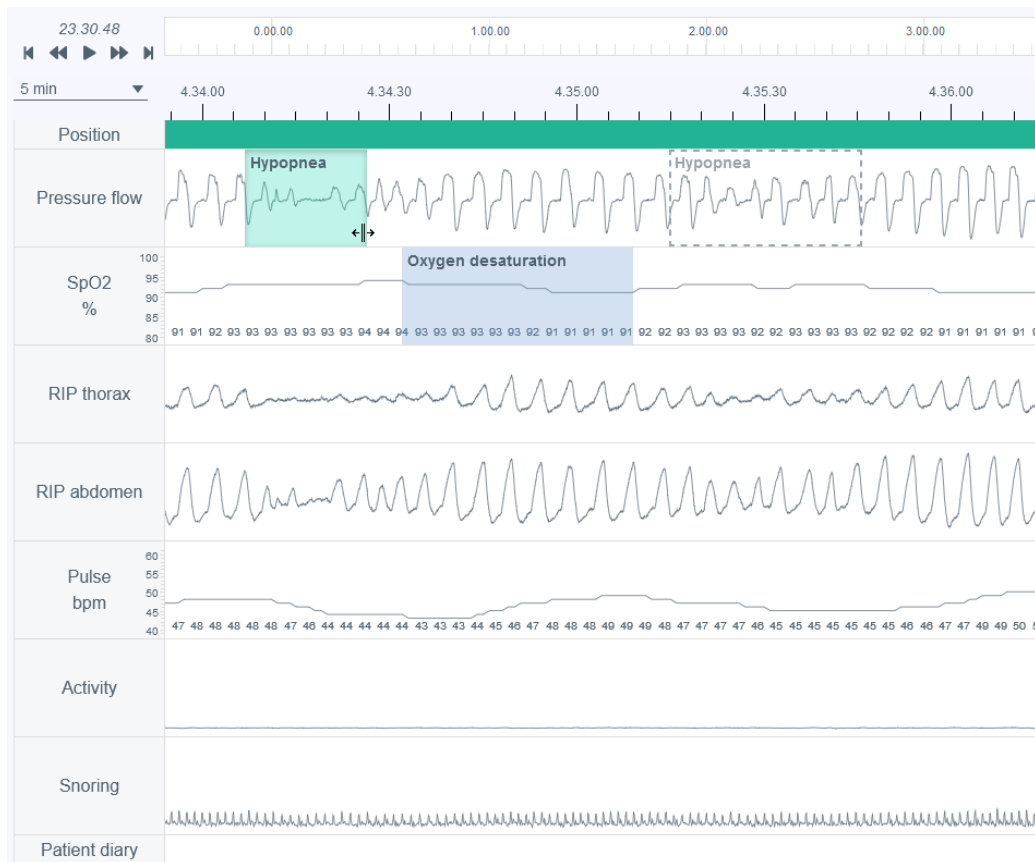 23.30.48
0.00.00 1.00.00 2.00.00 3.00.00
5 min
4.34.00 4.34.30 4.35.00 4.35.30 4.36.00
Position
Pressure flow
Hypopnea Hypopnea
SpO2
%
100
95
90
85
80
Oxygen desaturation
91 91 92 93 93 93 93 93 93 93 94 94 94 93 93 93 93 93 93 92 91 91 91 91 91 92 92 93 93 93 93 92 92 93 93 93 93 92 92 92 92 91 91 91 91
RIP thorax
RIP abdomen
Pulse
bpm
60
55
50
45
40
47 48 48 48 48 48 47 46 44 44 44 44 44 43 43 43 44 45 46 47 48 48 48 49 49 49 48 47 47 47 47 46 45 45 45 45 45 45 45 46 46 47 47 49 49 50
Activity
Snoring
Patient diary